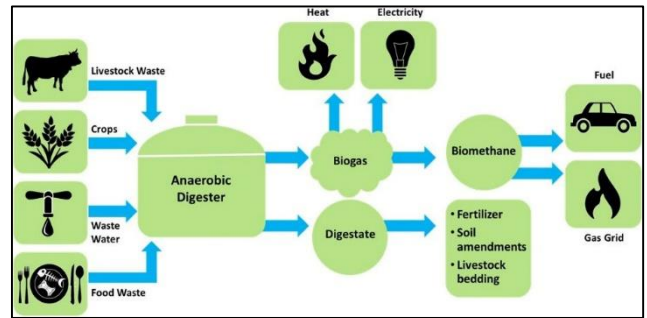 Heat
Electricity
Livestock Waste
Fuel
Crops
Biogas
Biomethane
Anaerobic
Digester
Waste
Water
Digestate
• Fertilizer
• Soil
amendments
• Livestock
bedding
Gas Grid
Food Waste